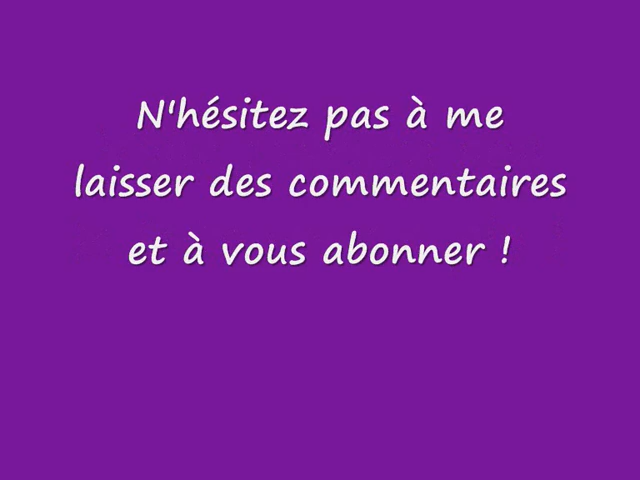 N'hésitez pas à me
laisser des commentaires
et à vous abonner !